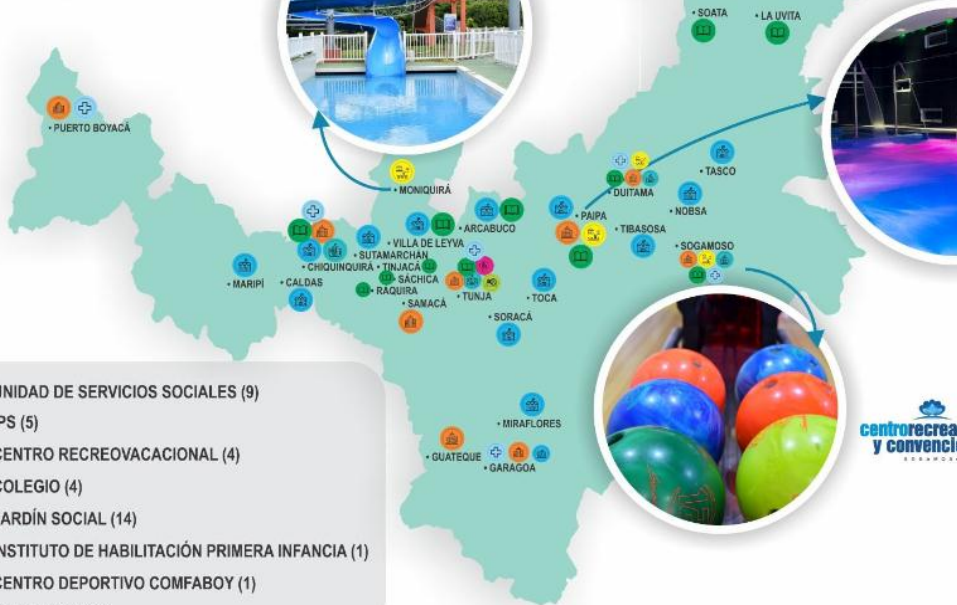 • SOATA
• LA UVITA
• PUERTO BOYACÁ
• MONIQUIRÁ
• TASCO
• DUITAMA
• NOBSA
• PAIPA
• TIBASOSA
• ARCABUCO
• VILLA DE LEYVA
• SUTAMARCHAN
• SOGAMOSO
• CHIQUINQUIRÁ
• TINJACÁ
• SÁCHICA
• MARIPÍ
• CALDAS
• RAQUIRA
• TUNJA
• TOCA
• SAMACÁ
• SORACÁ
• MIRAFLORES
• GUATEQUE
• GARAGOA
UNIDAD DE SERVICIOS SOCIALES (9)
PS (5)
CENTRO RECREOVACACIONAL (4)
COLEGIO (4)
JARDÍN SOCIAL (14)
INSTITUTO DE HABILITACIÓN PRIMERA INFANCIA (1)
CENTRO DEPORTIVO COMFABOY (1)
centrorecrea
y convenci